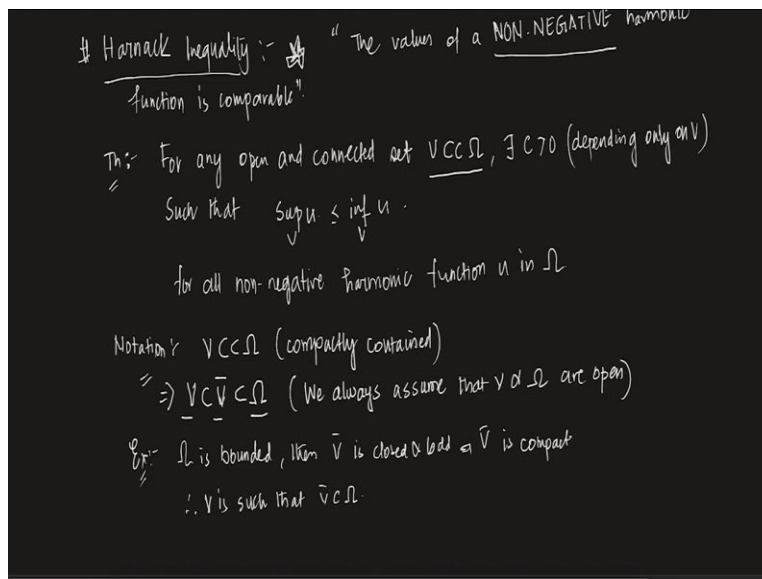 # Harnack Inequality :- ☆ " The values of a NON-NEGATIVE harmonic
function is comparable".
Th :- For any open and connected set V⊂⊂Ω, ∃ C>0 (depending only on V)
Such that sup_V u ≤ inf_V u .
for all non-negative harmonic function u in Ω
Notation :- V⊂⊂Ω (compactly contained)
=> V⊂V̄⊂Ω (We always assume that V & Ω are open)
Ex:- Ω is bounded, then V̄ is closed & bdd V̄ is compact
∴ V is such that V̄⊂Ω.